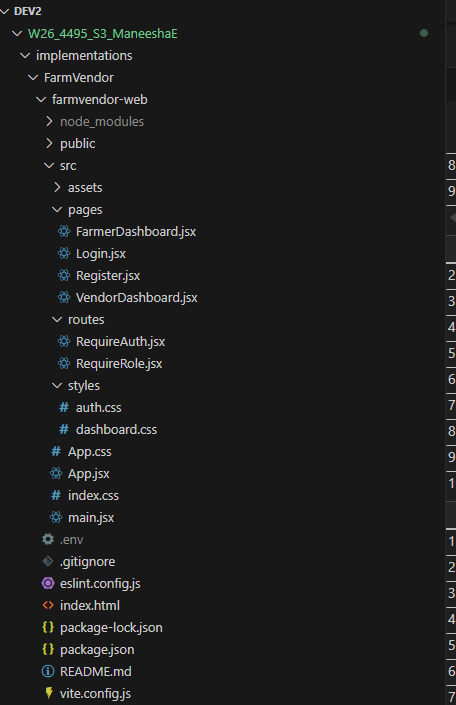 DEV2
W26_4495_S3_ManeeshaE
implementations
FarmVendor
farmvendor-web
node_modules
public
src
assets
pages
FarmerDashboard.jsx
Login.jsx
Register.jsx
VendorDashboard.jsx
routes
RequireAuth.jsx
RequireRole.jsx
styles
auth.css
dashboard.css
App.css
App.jsx
index.css
main.jsx
.env
.gitignore
eslint.config.js
index.html
package-lock.json
package.json
README.md
vite.config.js
8
9
2
3
4
5
6
7
8
9
1
1
2
3
4
5
6
7